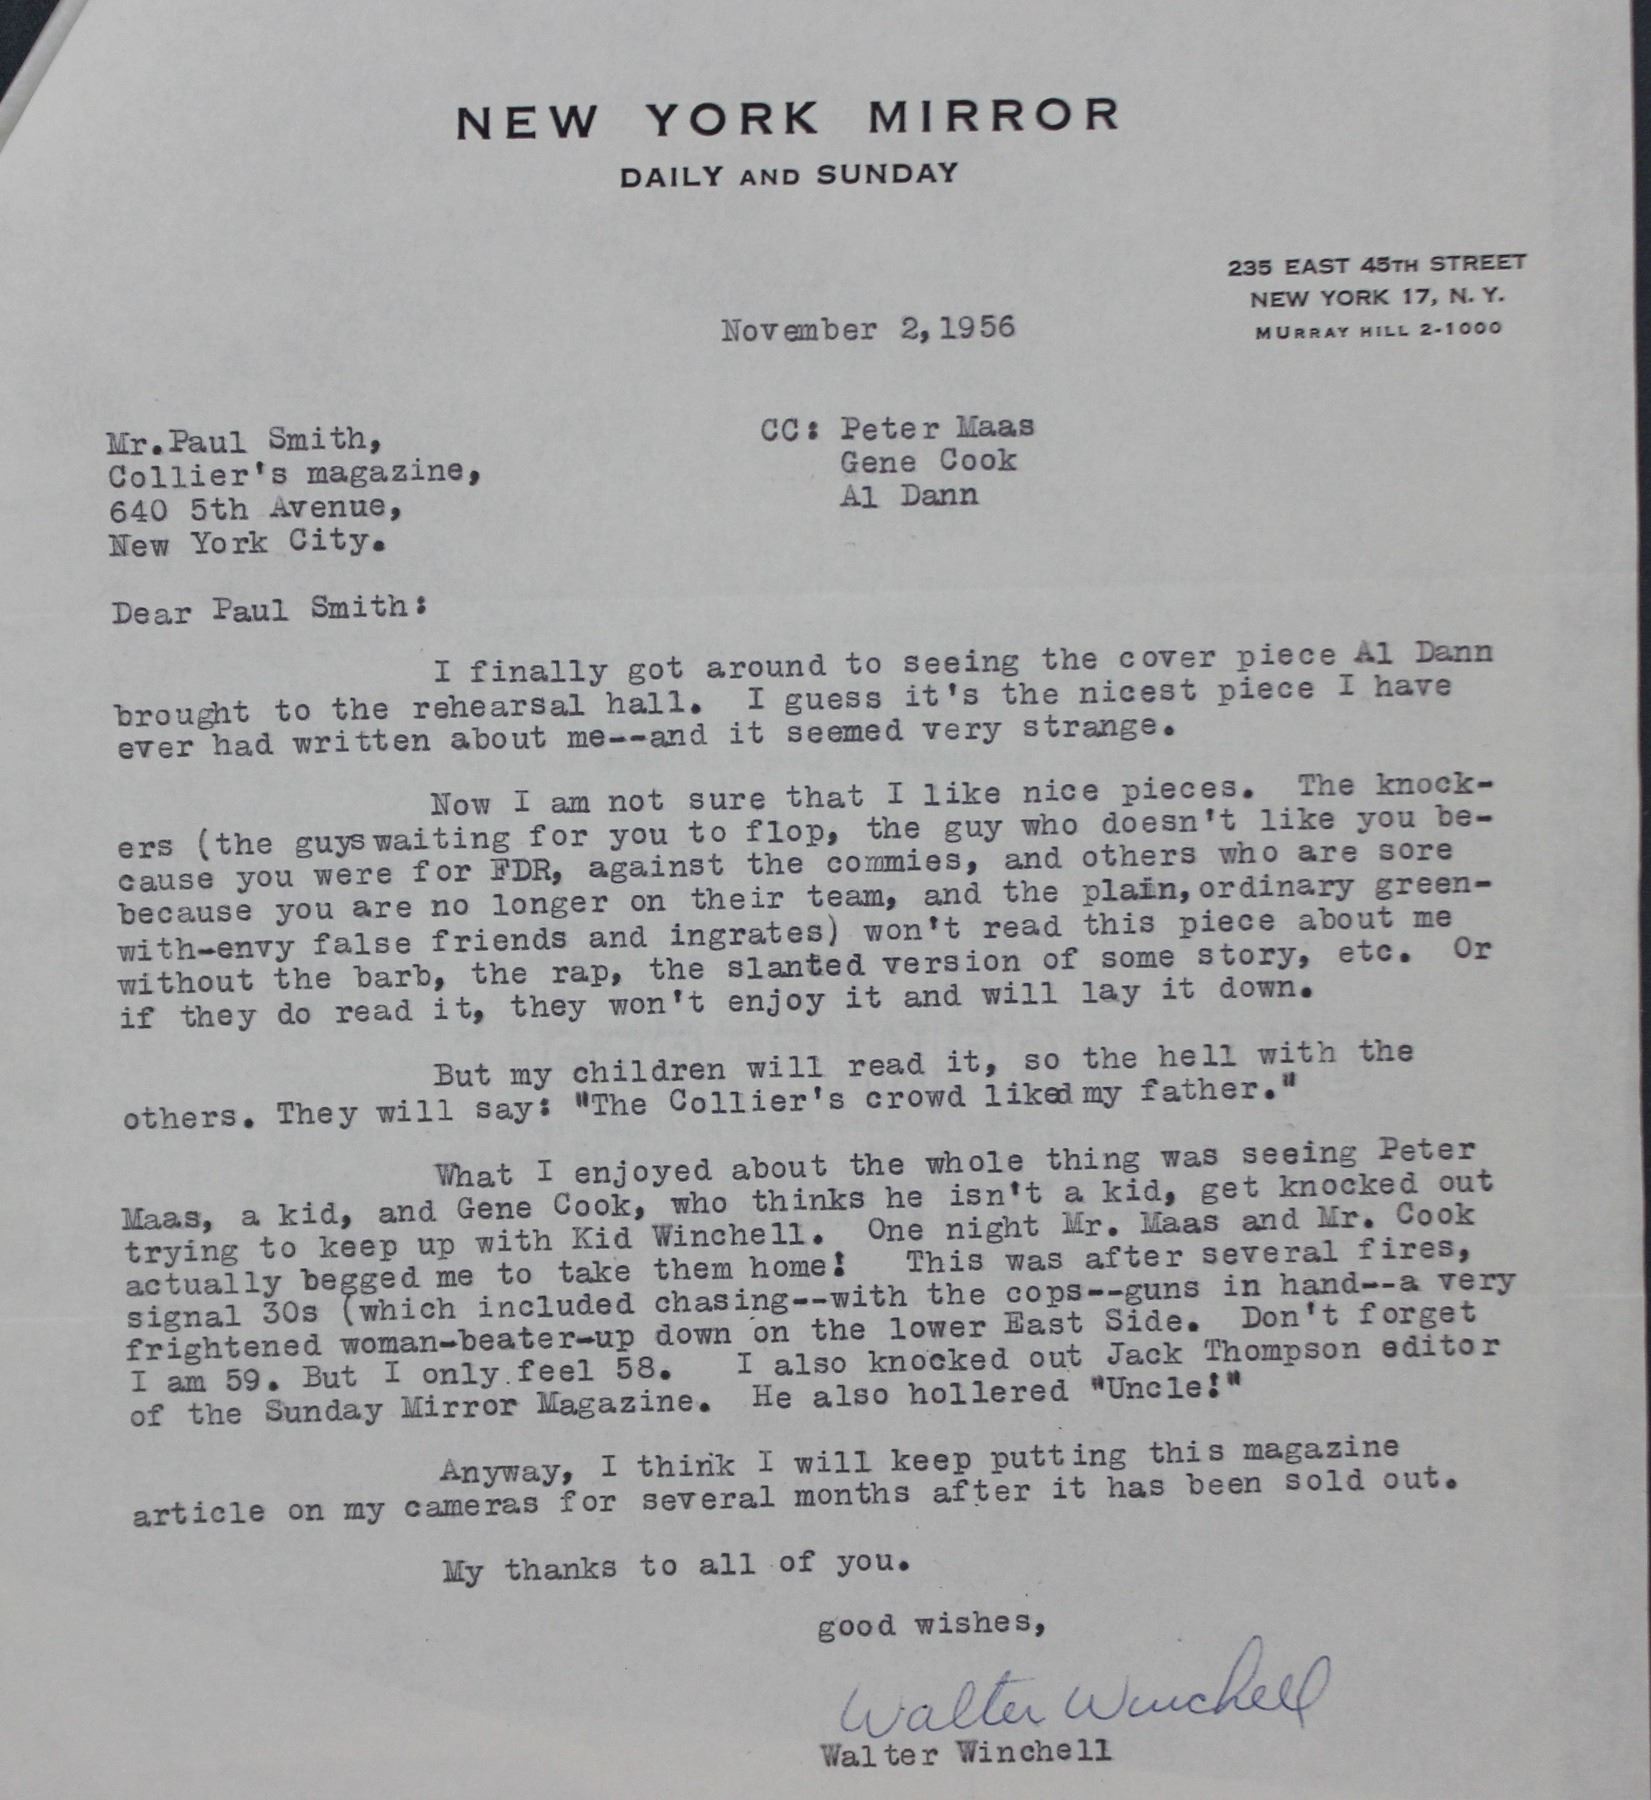 NEW YORK MIRROR
DAILY AND SUNDAY
235 EAST 45TH STREET
NEW YORK 17, N. Y.
MURRAY HILL 2-1000
November 2,1956
Mr.Paul Smith,
Collier's magazine,
640 5th Avenue,
New York City.
CC: Peter Maas
Gene Cook
Al Dann
Dear Paul Smith:
I finally got around to seeing the cover piece Al Dann
brought to the rehearsal hall. I guess it's the nicest piece I have
ever had written about me--and it seemed very strange.
Now I am not sure that I like nice pieces. The knock-
ers (the guys waiting for you to flop, the guy who doesn't like you be-
cause you were for FDR, against the commies, and others who are sore
because you are no longer on their team, and the plain,ordinary green-
with-envy false friends and ingrates) won't read this piece about me
without the barb, the rap, the slanted version of some story, etc. Or
if they do read it, they won't enjoy it and will lay it down.
But my children will read it, so the hell with the
others. They will say: "The Collier's crowd liked my father."
What I enjoyed about the whole thing was seeing Peter
Maas, a kid, and Gene Cook, who thinks he isn't a kid, get knocked out
trying to keep up with Kid Winchell. One night Mr. Maas and Mr. Cook
actually begged me to take them home! This was after several fires,
signal 30s (which included chasing--with the cops--guns in hand--a very
frightened woman-beater-up down on the lower East Side. Don't forget
I am 59. But I only feel 58. I also knocked out Jack Thompson editor
of the Sunday Mirror Magazine. He also hollered "Uncle!"
Anyway, I think I will keep putting this magazine
article on my cameras for several months after it has been sold out.
My thanks to all of you.
good wishes,
Walter Winchell
Walter Winchell